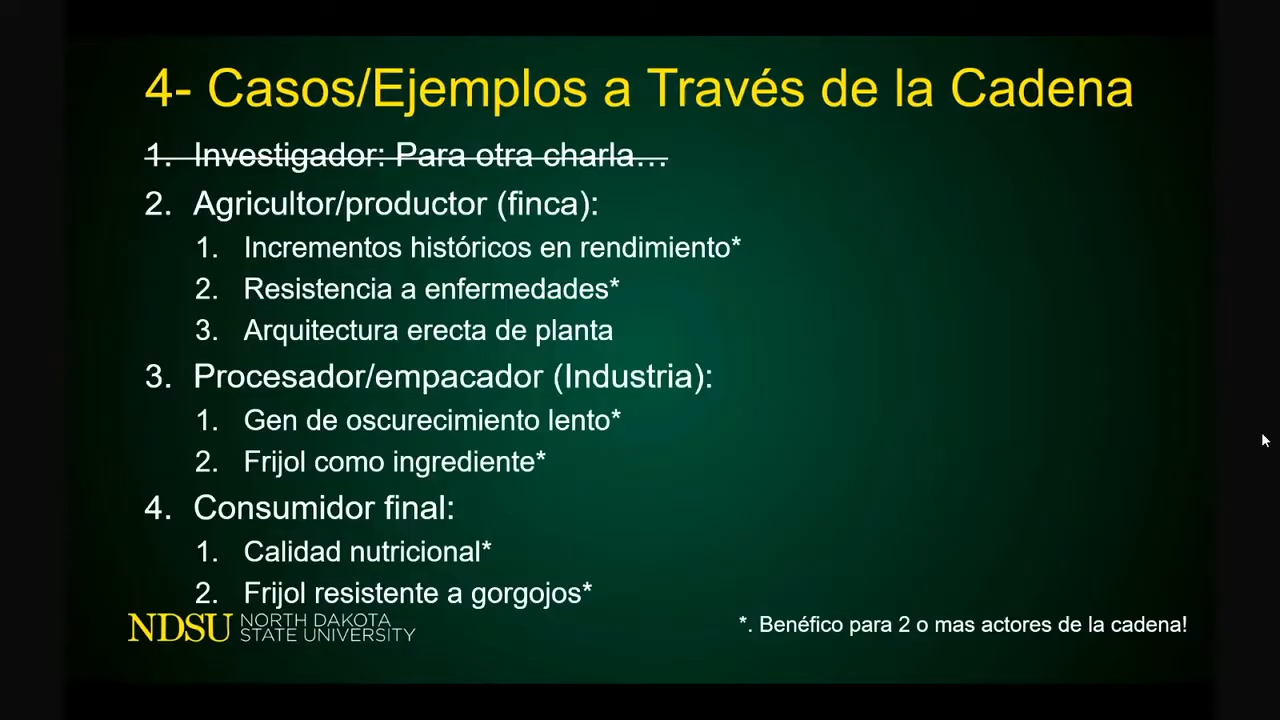 4- Casos/Ejemplos a Través de la Cadena
1. Investigador: Para otra charla…
2. Agricultor/productor (finca):
1. Incrementos históricos en rendimiento*
2. Resistencia a enfermedades*
3. Arquitectura erecta de planta
3. Procesador/empacador (Industria):
1. Gen de oscurecimiento lento*
2. Frijol como ingrediente*
4. Consumidor final:
1. Calidad nutricional*
2. Frijol resistente a gorgojos*
NDSU NORTH DAKOTA
STATE UNIVERSITY
*. Benéfico para 2 o mas actores de la cadena!